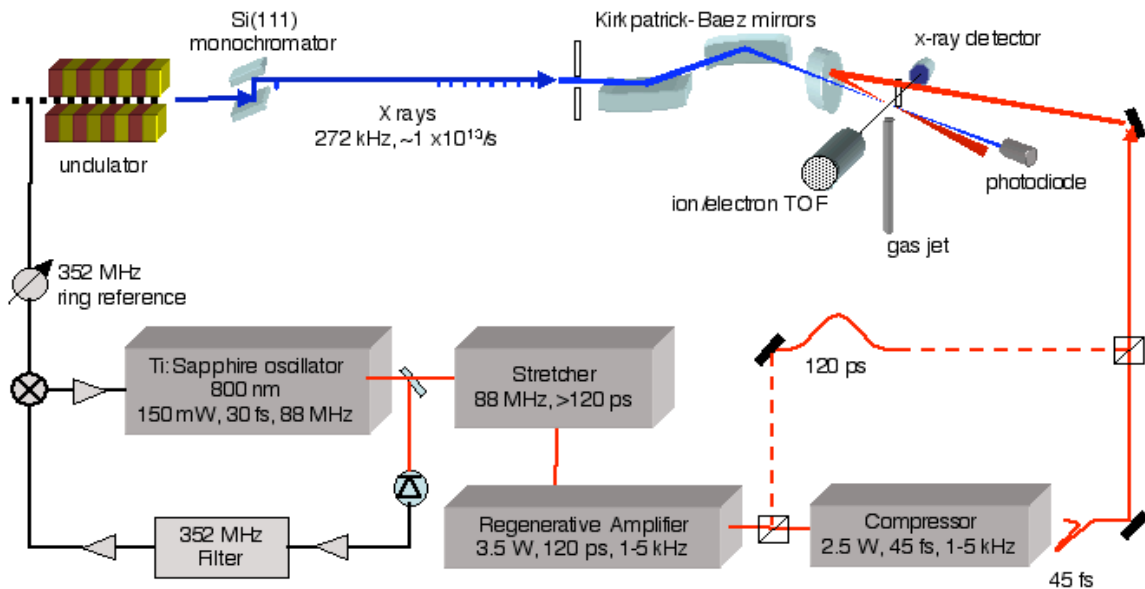 Si(111)
monochromator
Kirkpatrick-Baez mirrors
x-ray detector
X rays
272 kHz, ~1 x10¹³/s
undulator
photodiode
ion/electron TOF
gas jet
352 MHz
ring reference
Ti:Sapphire oscillator
800 nm
150 mW, 30 fs, 88 MHz
Stretcher
88 MHz, >120 ps
120 ps
352 MHz
Filter
Regenerative Amplifier
3.5 W, 120 ps, 1-5 kHz
Compressor
2.5 W, 45 fs, 1-5 kHz
45 fs